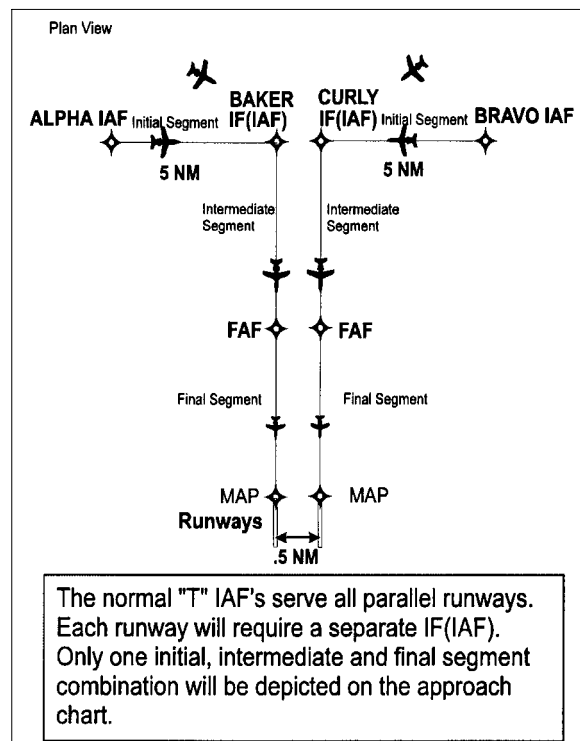 Plan View
BAKER
IF(IAF)
CURLY
IF(IAF)
ALPHA IAF
Initial Segment
Initial Segment
BRAVO IAF
5 NM
5 NM
Intermediate
Segment
Intermediate
Segment
FAF
FAF
Final Segment
Final Segment
MAP
MAP
Runways
.5 NM
The normal "T" IAF's serve all parallel runways.
Each runway will require a separate IF(IAF).
Only one initial, intermediate and final segment
combination will be depicted on the approach
chart.